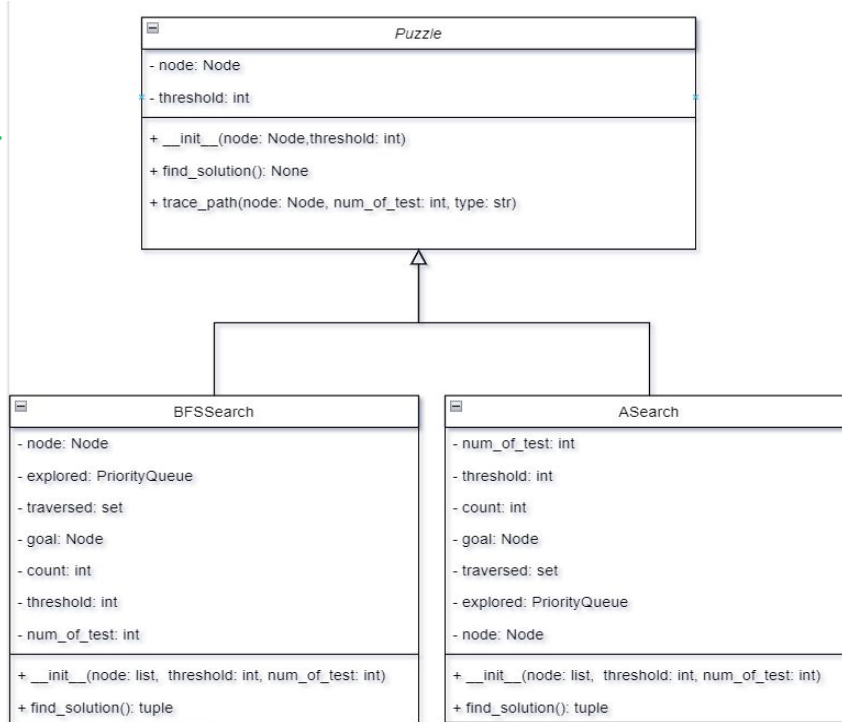 Puzzle
- node: Node
- threshold: int
+ __init__(node: Node,threshold: int)
+ find_solution(): None
+ trace_path(node: Node, num_of_test: int, type: str)
BFSSearch
- node: Node
- explored: PriorityQueue
- traversed: set
- goal: Node
- count: int
- threshold: int
- num_of_test: int
+ __init__(node: list,  threshold: int, num_of_test: int)
+ find_solution(): tuple
ASearch
- num_of_test: int
- threshold: int
- count: int
- goal: Node
- traversed: set
- explored: PriorityQueue
- node: Node
+ __init__(node: list,  threshold: int, num_of_test: int)
+ find_solution(): tuple